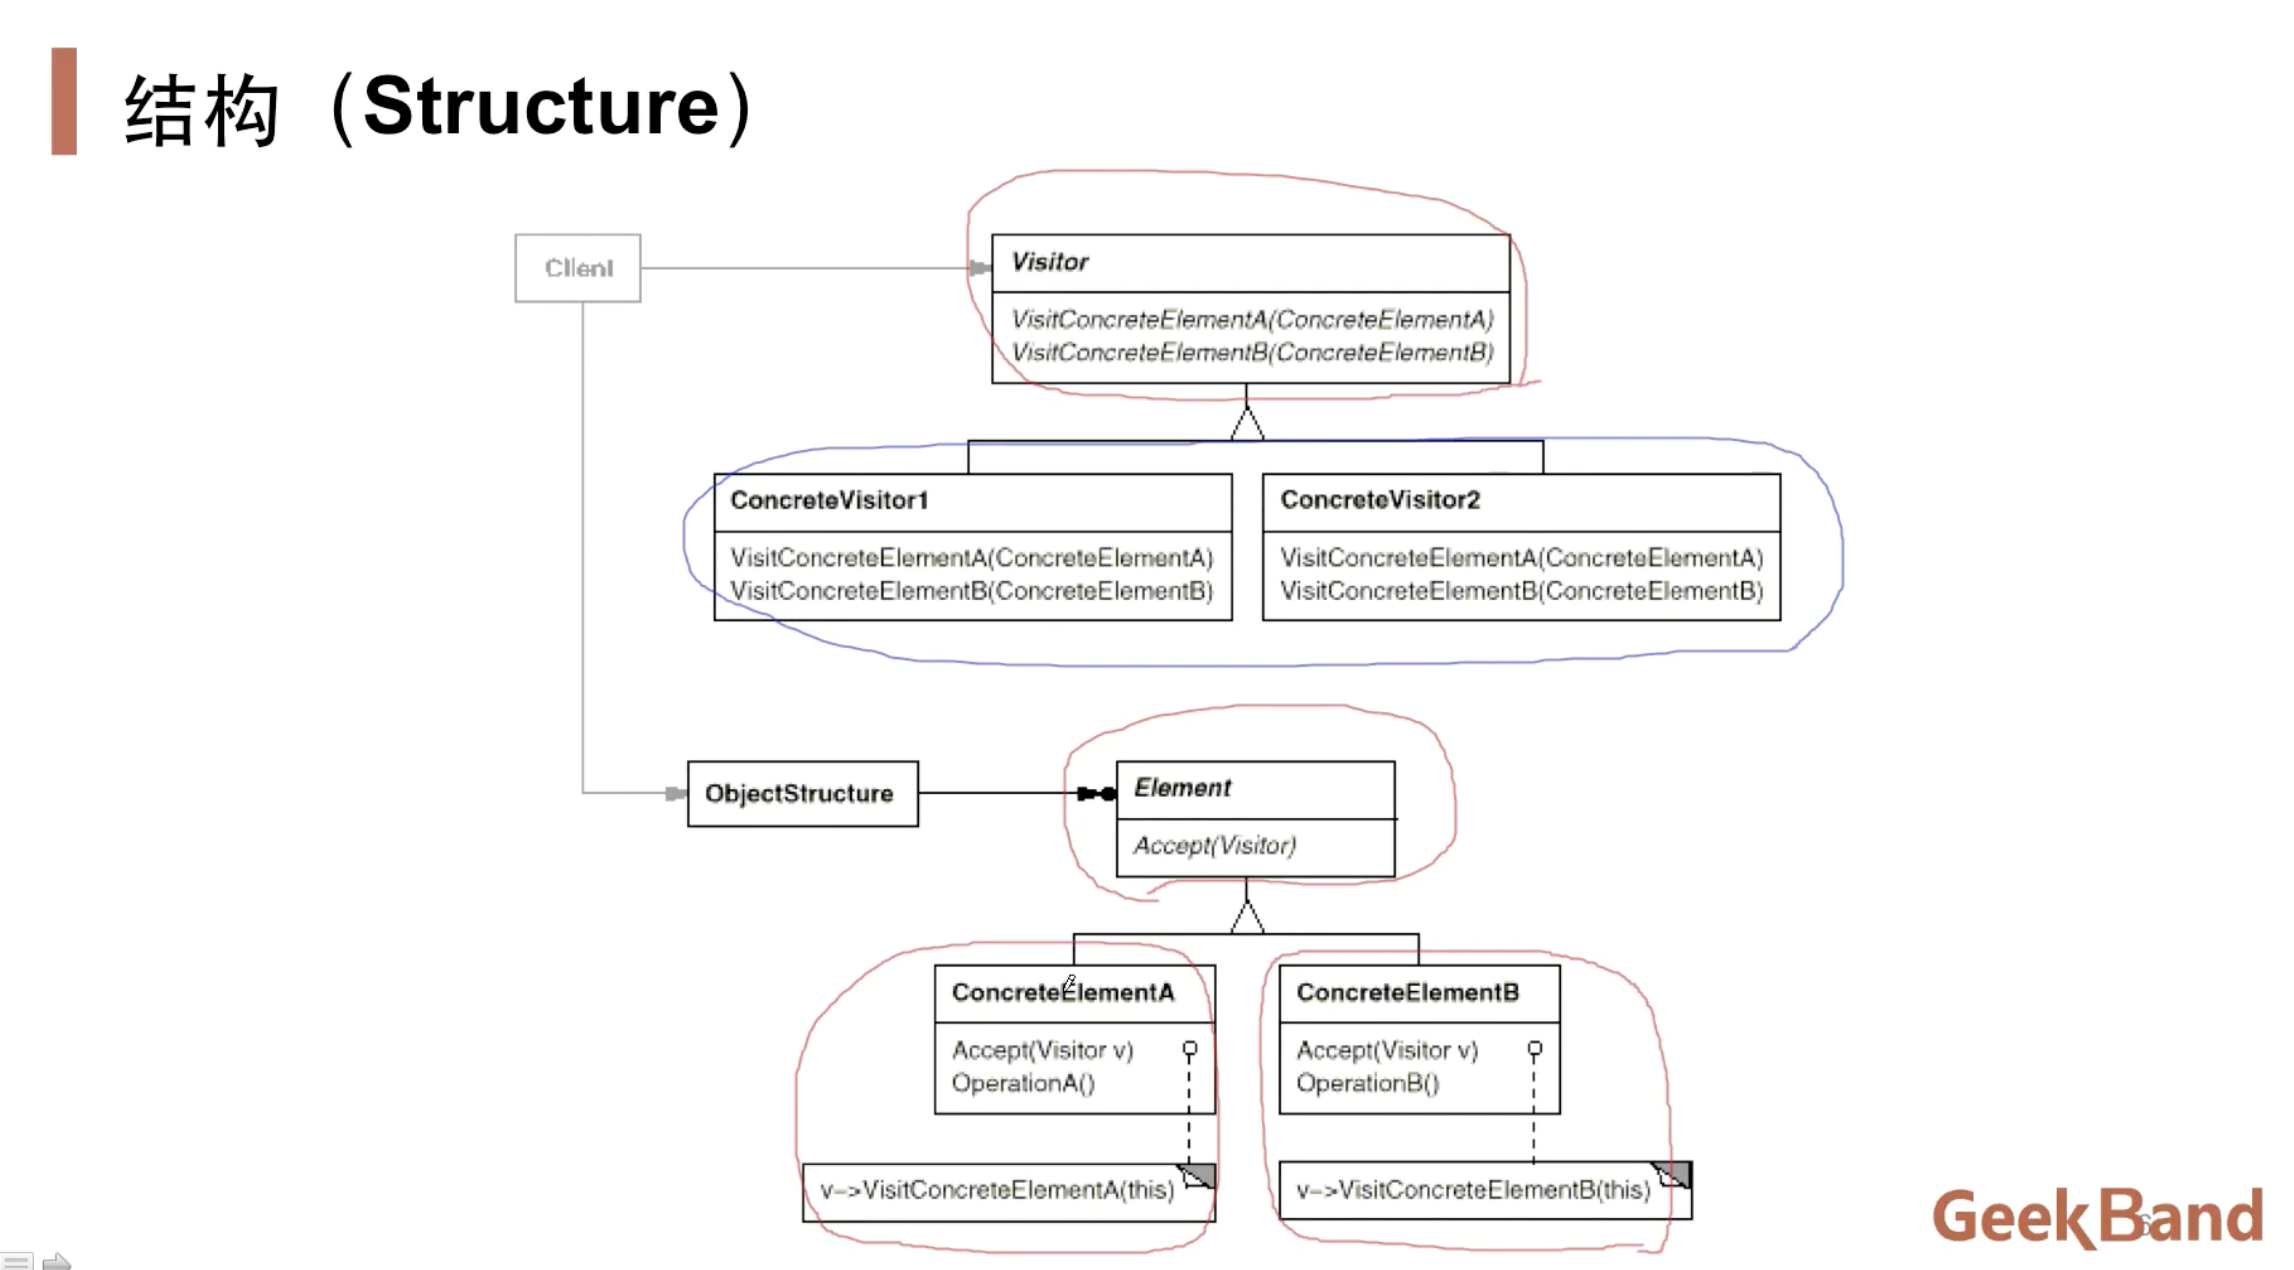 结构（Structure）
Client
Visitor
VisitConcreteElementA(ConcreteElementA)
VisitConcreteElementB(ConcreteElementB)
ConcreteVisitor1
VisitConcreteElementA(ConcreteElementA)
VisitConcreteElementB(ConcreteElementB)
ConcreteVisitor2
VisitConcreteElementA(ConcreteElementA)
VisitConcreteElementB(ConcreteElementB)
ObjectStructure
Element
Accept(Visitor)
ConcreteElementA
Accept(Visitor v)
OperationA()
v->VisitConcreteElementA(this)
ConcreteElementB
Accept(Visitor v)
OperationB()
v->VisitConcreteElementB(this)
GeekBand
6